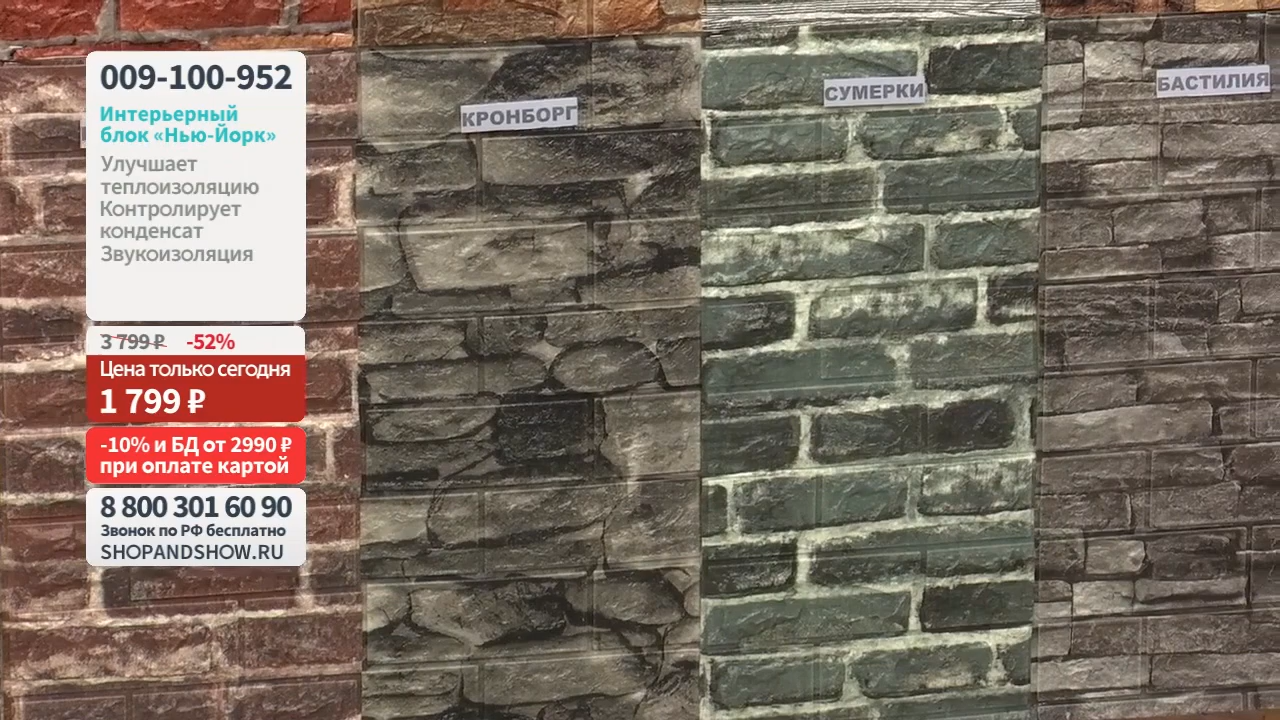 009-100-952
Интерьерный
блок «Нью-Йорк»
Улучшает
теплоизоляцию
Контролирует
конденсат
Звукоизоляция
3 799 ₽ -52%
Цена только сегодня
1 799 ₽
-10% и БД от 2990 ₽
при оплате картой
8 800 301 60 90
Звонок по РФ бесплатно
SHOPANDSHOW.RU
КРОНБОРГ
СУМЕРКИ
БАСТИЛИЯ